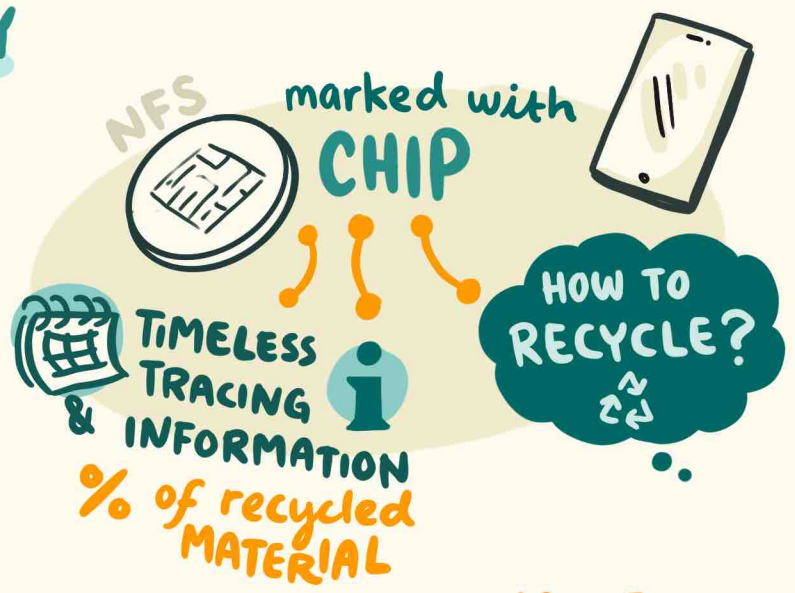 NFS
marked with
CHIP
TIMELESS
TRACING
& INFORMATION
% of recycled
MATERIAL
HOW TO
RECYCLE?